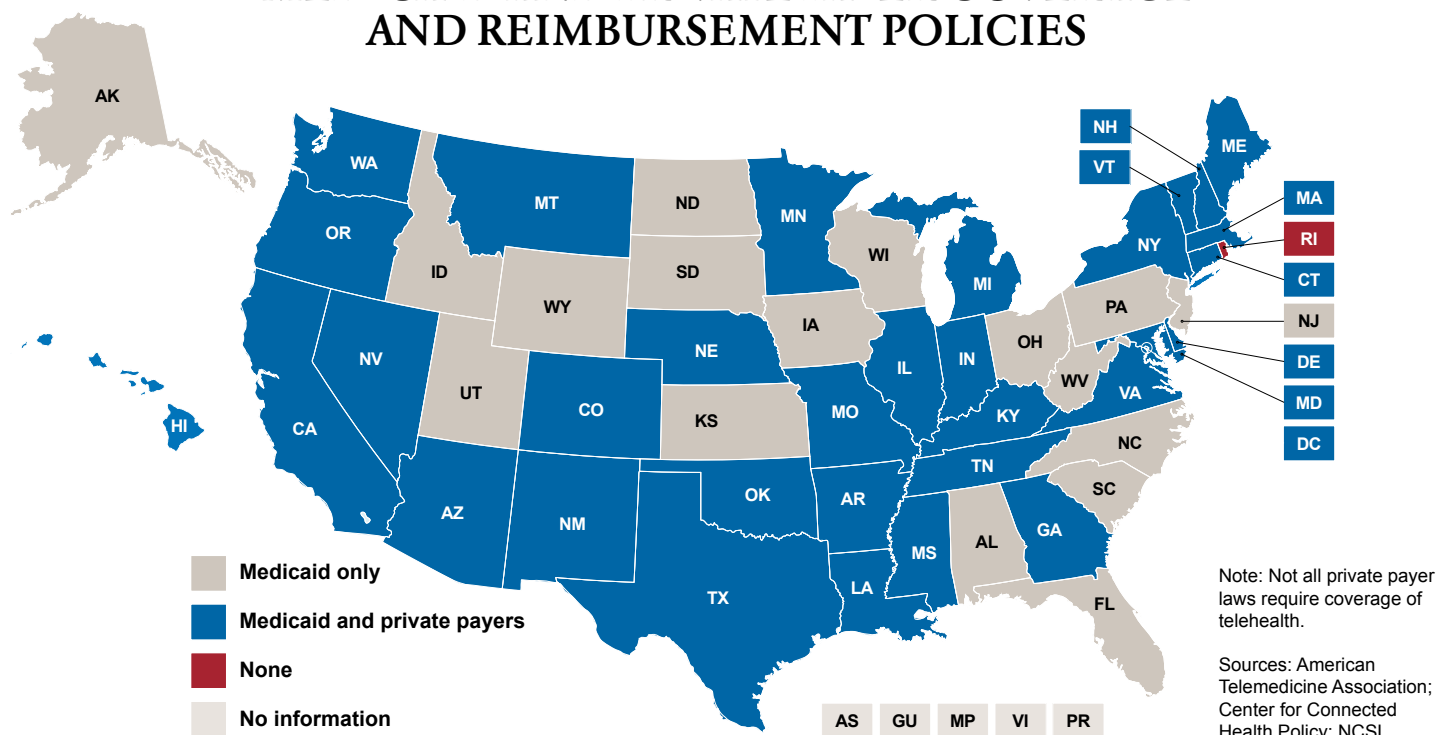 AND REIMBURSEMENT POLICIES
AK
WA
OR
ID
MT
WY
ND
SD
MN
WI
MI
IA
NE
NV
UT
CO
KS
MO
IL
IN
OH
PA
NY
ME
NH
VT
MA
RI
CT
NJ
DE
MD
DC
WV
VA
KY
TN
NC
SC
GA
AL
MS
AR
LA
OK
TX
NM
AZ
CA
HI
FL
Medicaid only
Medicaid and private payers
None
No information
AS GU MP VI PR
Note: Not all private payer
laws require coverage of
telehealth.
Sources: American
Telemedicine Association;
Center for Connected
Health Policy; NCSL